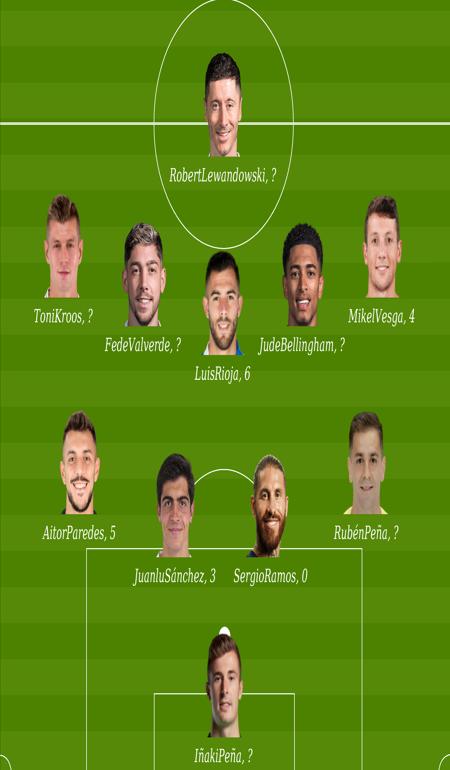 RobertLewandowski, ?
ToniKroos, ?
MikelVesga, 4
FedeValverde, ?
JudeBellingham, ?
LuisRioja, 6
AitorParedes, 5
RubénPeña, ?
JuanluSánchez, 3
SergioRamos, 0
IñakiPeña, ?